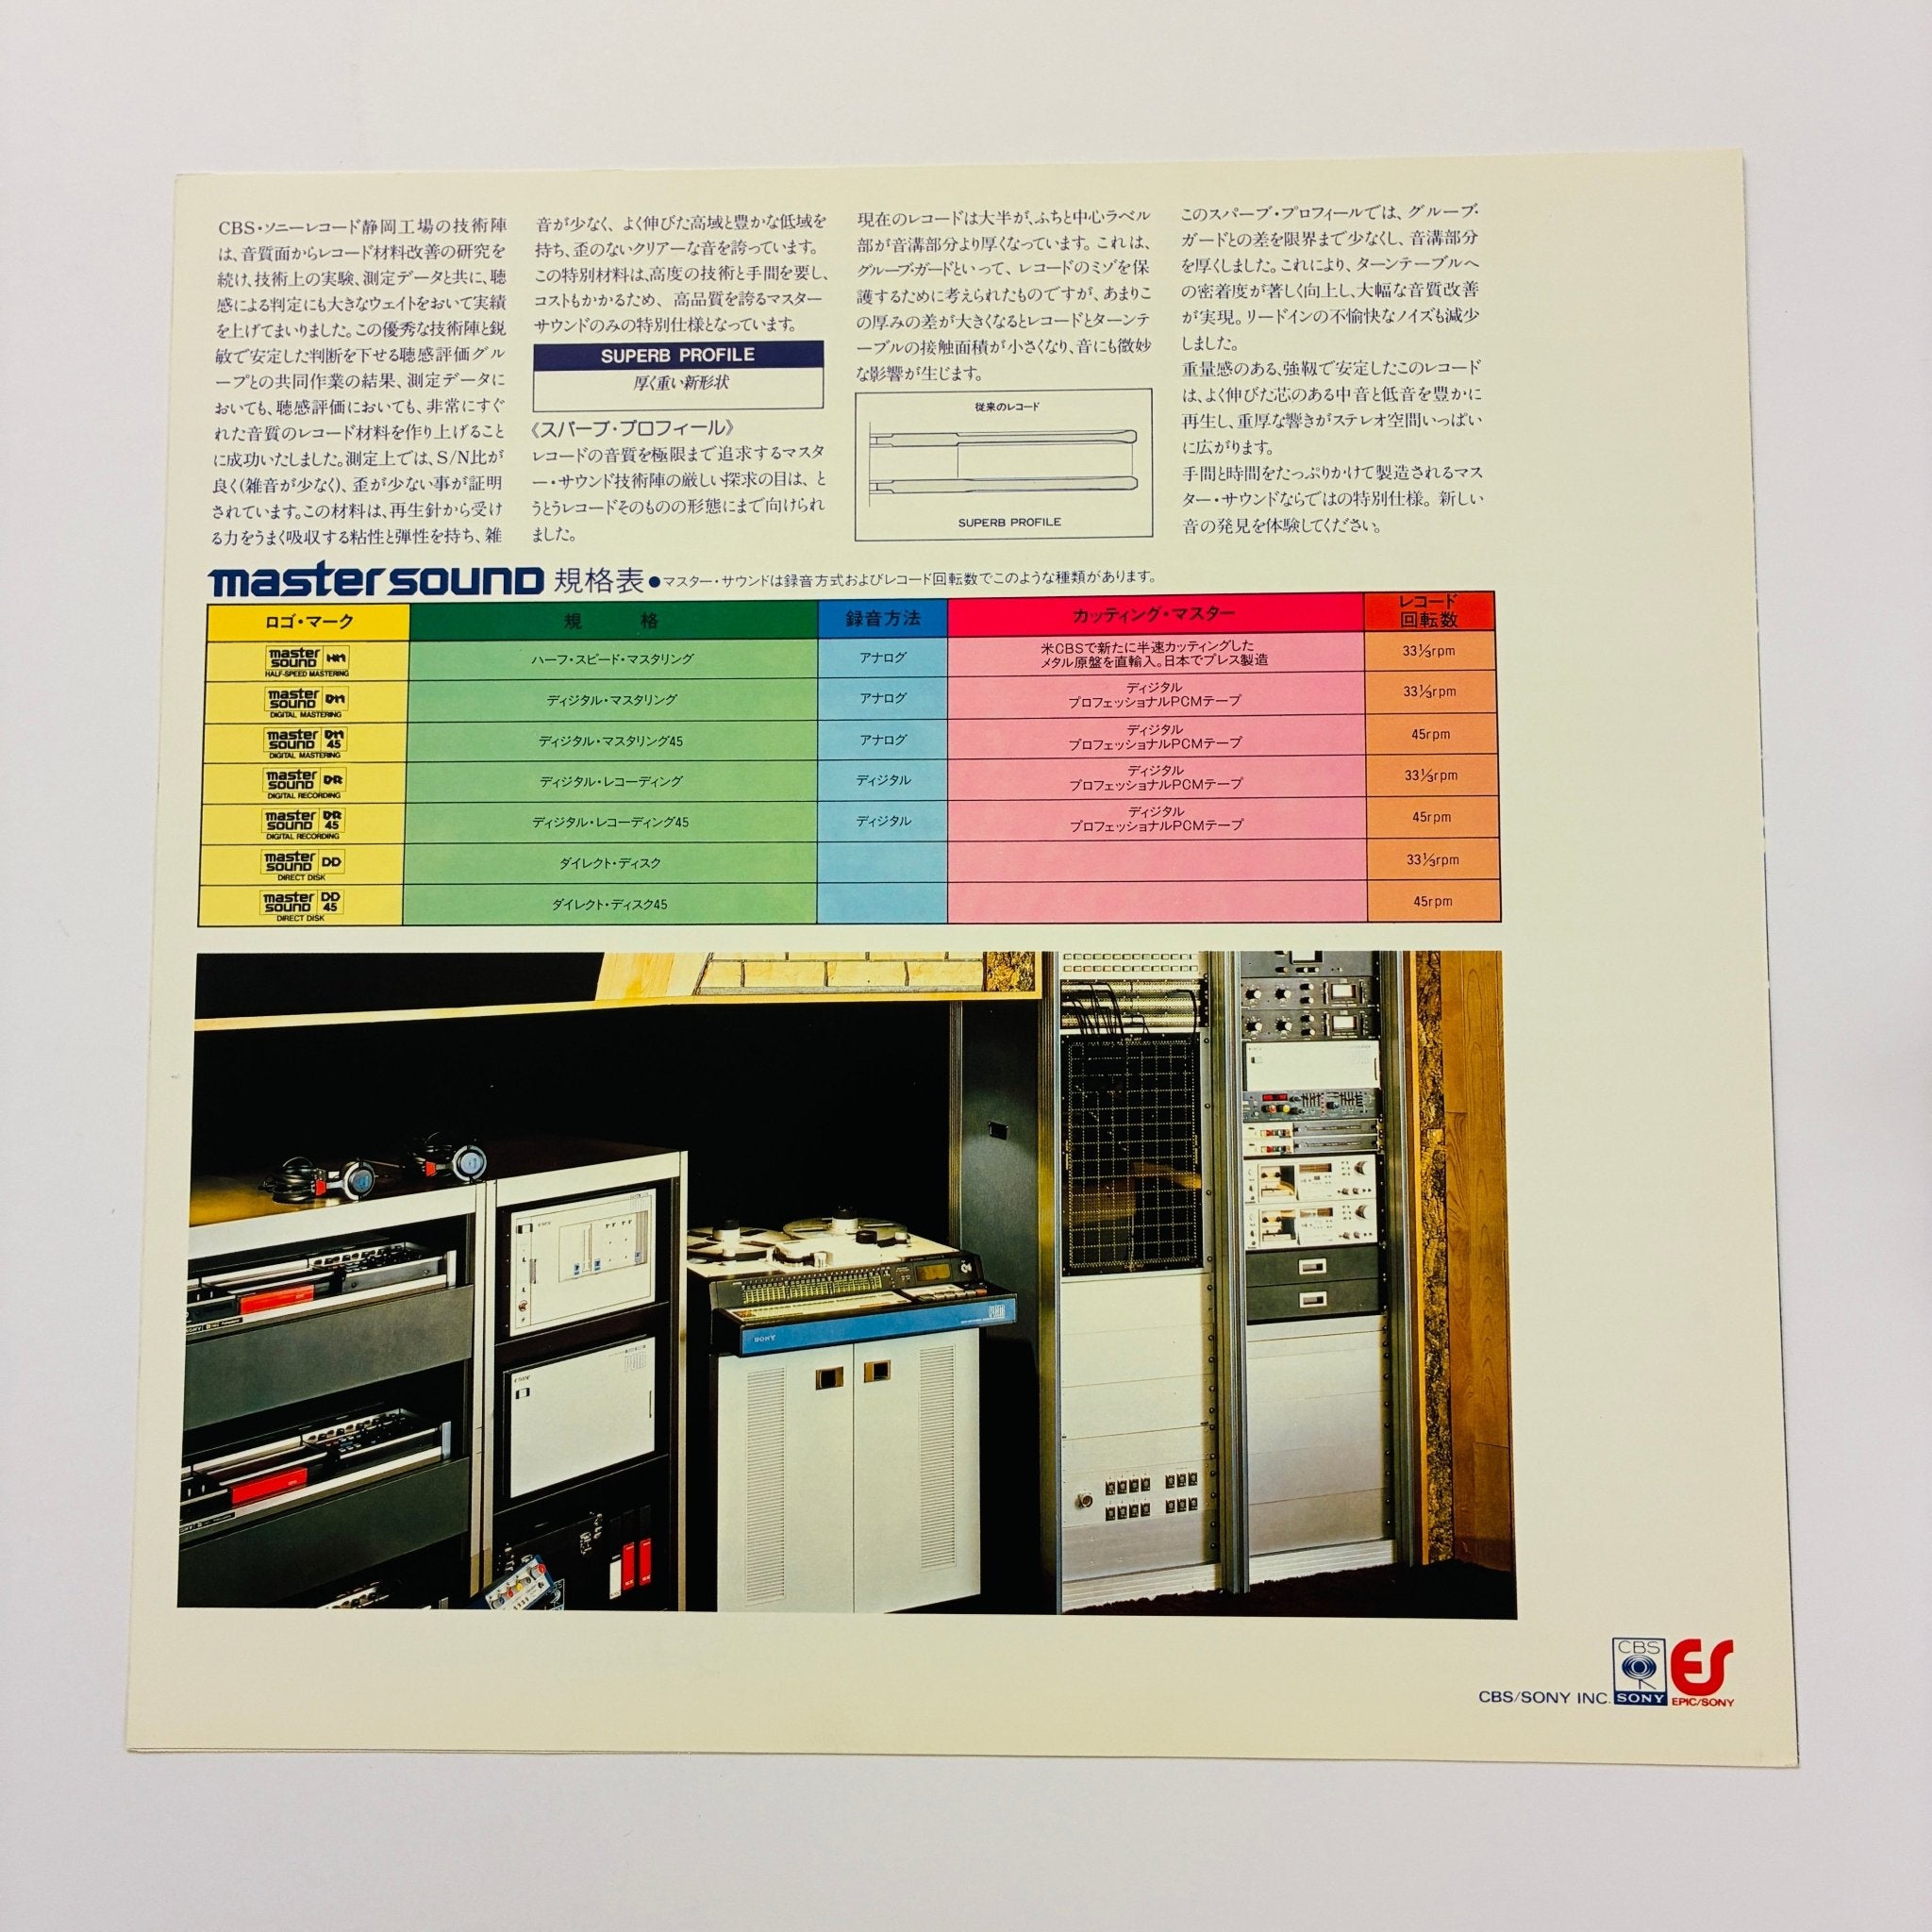 CBS・ソニーレコード静岡工場の技術陣
は、音質面からレコード材料改善の研究を
続け、技術上の実験、測定データと共に、聴
感による判定にも大きなウェイトをおいて実績
を上げてまいりました。この優秀な技術陣と鋭
敏で安定した判断を下せる聴感評価グル
ープとの共同作業の結果、測定データに
おいても、聴感評価においても、非常にすぐ
れた音質のレコード材料を作り上げること
に成功いたしました。測定上では、S/N比が
良く(雑音が少なく)、歪が少ない事が証明
されています。この材料は、再生針から受け
る力をうまく吸収する粘性と弾性を持ち、雑
音が少なく、よく伸びた高域と豊かな低域を
持ち、歪のないクリアーな音を誇っています。
この特別材料は、高度の技術と手間を要し、
コストもかかるため、高品質を誇るマスター
サウンドのみの特別仕様となっています。
SUPERB PROFILE
厚く重い新形状
《スパーブ・プロフィール》
レコードの音質を極限まで追求するマスタ
ー・サウンド技術陣の厳しい探求の目は、と
うとうレコードそのものの形態にまで向けられ
ました。
現在のレコードは大半が、ふちと中心ラベル
部が音溝部分より厚くなっています。これは、
グルーブ・ガードといって、レコードのミゾを保
護するために考えられたものですが、あまりこ
の厚みの差が大きくなるとレコードとターンテ
ーブルの接触面積が小さくなり、音にも微妙
な影響が生じます。
従来のレコード
SUPERB PROFILE
このスパーブ・プロフィールでは、グルーブ・
ガードとの差を限界まで少なくし、音溝部分
を厚くしました。これにより、ターンテーブルへ
の密着度が著しく向上し、大幅な音質改善
が実現。リードインの不愉快なノイズも減少
しました。
重量感のある、強靱で安定したこのレコード
は、よく伸びた芯のある中音と低音を豊かに
再生し、重厚な響きがステレオ空間いっぱい
に広がります。
手間と時間をたっぷりかけて製造されるマス
ター・サウンドならではの特別仕様。新しい
音の発見を体験してください。
master sound 規格表●マスター・サウンドは録音方式およびレコード回転数でこのような種類があります。
ロゴ・マーク 規格 録音方法 カッティング・マスター レコード
回転数
master sound HM
HALF-SPEED MASTERING
ハーフ・スピード・マスタリング
アナログ
米CBSで新たに半速カッティングした
メタル原盤を直輸入。日本でプレス製造
33⅓rpm
master sound DM
DIGITAL MASTERING
ディジタル・マスタリング
アナログ
ディジタル
プロフェッショナルPCMテープ
33⅓rpm
master sound DM 45
DIGITAL MASTERING
ディジタル・マスタリング45
アナログ
ディジタル
プロフェッショナルPCMテープ
45rpm
master sound DR
DIGITAL RECORDING
ディジタル・レコーディング
ディジタル
ディジタル
プロフェッショナルPCMテープ
33⅓rpm
master sound DR 45
DIGITAL RECORDING
ディジタル・レコーディング45
ディジタル
ディジタル
プロフェッショナルPCMテープ
45rpm
master sound DD
DIRECT DISK
ダイレクト・ディスク
33⅓rpm
master sound DD 45
DIRECT DISK
ダイレクト・ディスク45
45rpm
SONY
PCM
CBS/SONY INC.
CBS
SONY
ES
EPIC/SONY